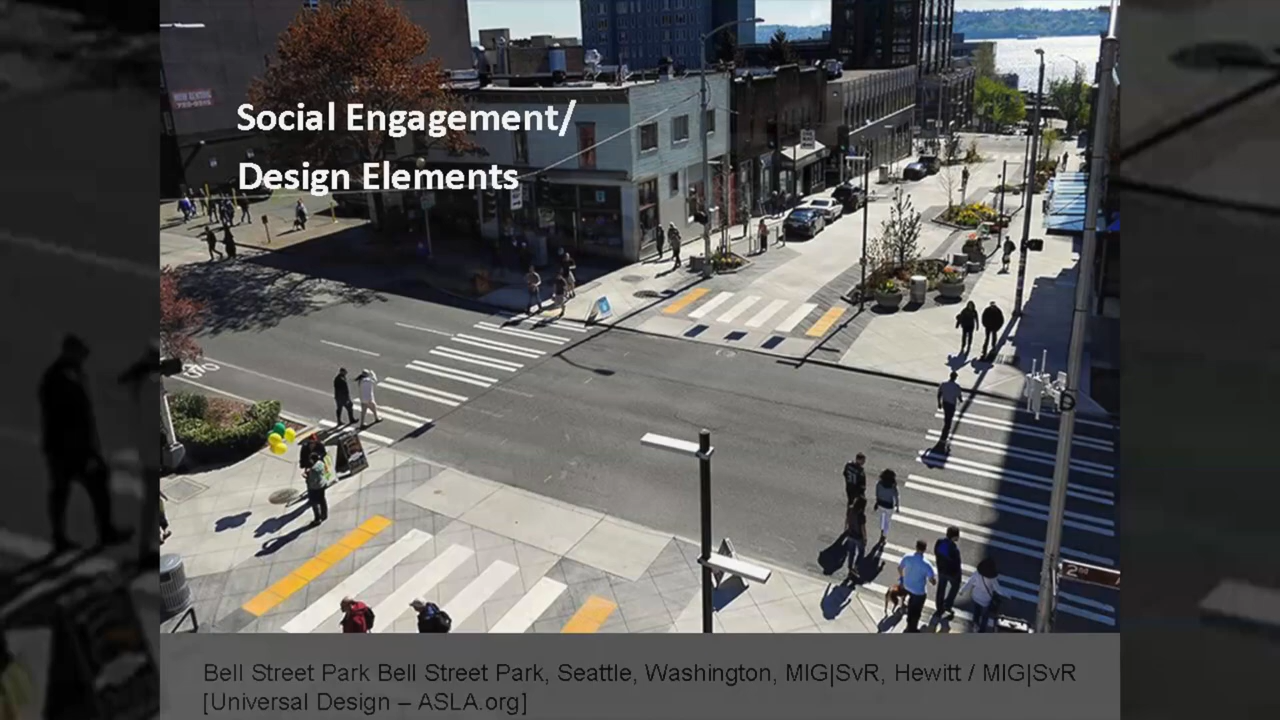 Social Engagement/
Design Elements
2ND
Bell Street Park Bell Street Park, Seattle, Washington, MIG|SvR, Hewitt / MIG|SvR
[Universal Design – ASLA.org]